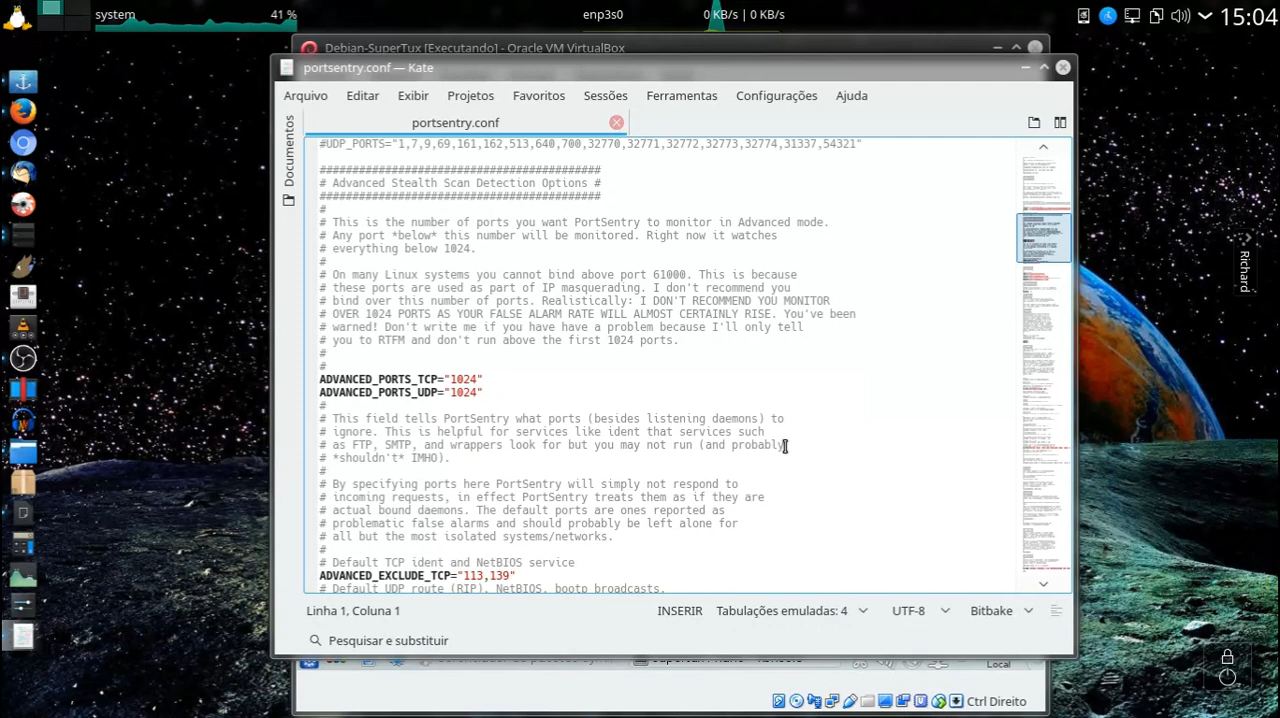 system 41 % enp3s0 0 KB/s | 0 KB/s 15:04
Debian-SuperTux [Executando] - Oracle VM VirtualBox
portsentry.conf — Kate
Arquivo Editar Exibir Projetos Favoritos Sessões Ferramentas Configurações Ajuda
Documentos
portsentry.conf
#UDP_PORTS="1,7,9,69,161,162,513,640,700,32770,32771,32772,32773,32774,31337,54321"
###########################################
# Advanced Stealth Scan Detection Options #
###########################################
#
# This is the number of ports you want PortSentry to monitor in Advanced mode.
# Any port *below* this number will be monitored. Right now it watches
# everything below 1024.
#
# On many Linux systems you cannot bind above port 61000. This is because
# these ports are used as part of IP masquerading. I don't recommend you
# bind over this number of ports. Realistically: I DON'T RECOMMEND YOU MONITOR
# OVER 1024 PORTS AS YOUR FALSE ALARM RATE WILL ALMOST CERTAINLY RISE. You've been
# warned! Don't write me if you have have a problem because I'll only tell
# you to RTFM and don't run above the first 1024 ports.
#
#
ADVANCED_PORTS_TCP="1024"
ADVANCED_PORTS_UDP="1024"
#
# This field tells PortSentry what ports (besides listening daemons) to
# ignore. This is helpful for services like ident that services such
# as FTP, SMTP, and wrappers look for but you may not run (and probably
# *shouldn't* IMHO).
#
# By specifying ports here PortSentry will simply not respond to
# incoming requests, in effect PortSentry treats them as if they are
# actual bound daemons. The default ports are ones reported as
# problematic false alarms and should probably be left alone for
# all but the most isolated systems/networks.
#
# Default TCP ident and NetBIOS service
ADVANCED_EXCLUDE_TCP="113,139"
# Default UDP route (RIP), NetBIOS, bootp broadcasts.
Linha 1, Coluna 1 INSERIR Tabulações emuladas: 4 UTF-8 Bitbake
Pesquisar e substituir
Local
Ctrl Direito
Richard